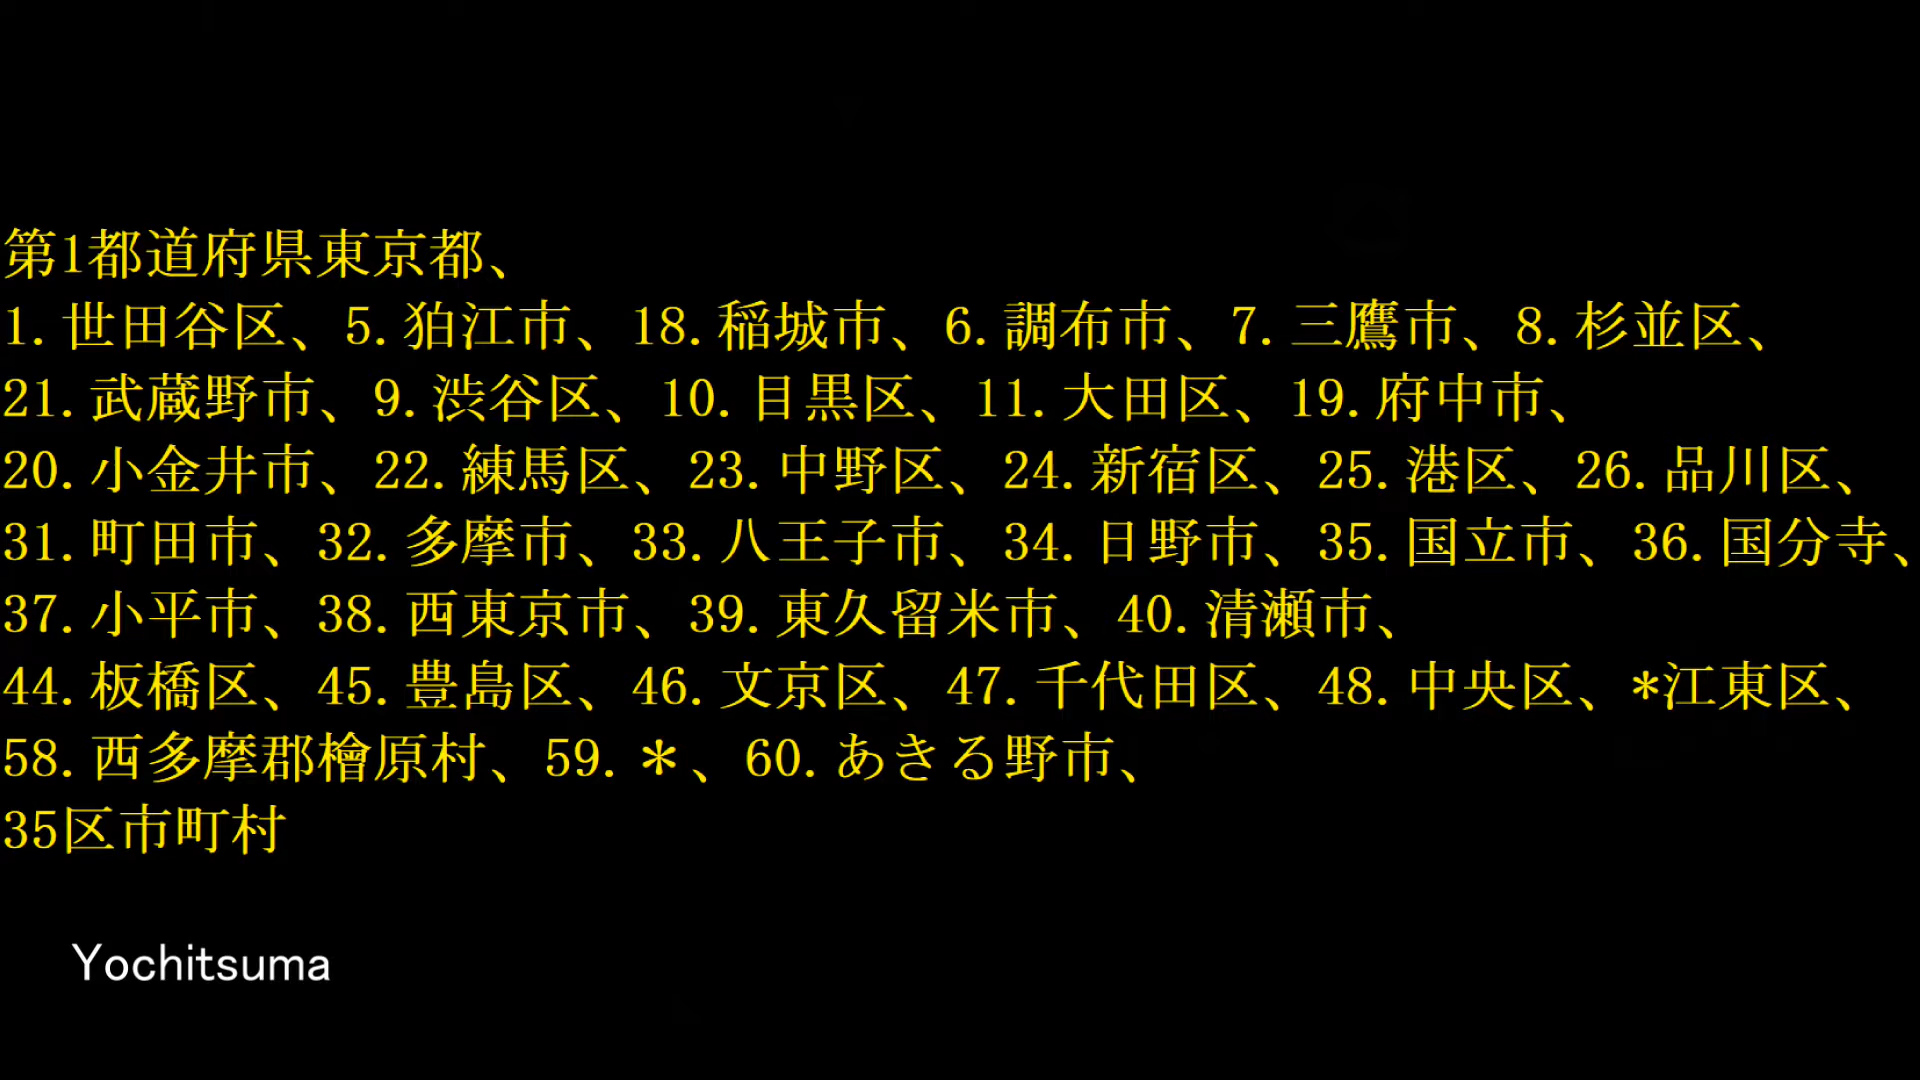 第1都道府県東京都、
1.世田谷区、5.狛江市、18.稲城市、6.調布市、7.三鷹市、8.杉並区、
21.武蔵野市、9.渋谷区、10.目黒区、11.大田区、19.府中市、
20.小金井市、22.練馬区、23.中野区、24.新宿区、25.港区、26.品川区、
31.町田市、32.多摩市、33.八王子市、34.日野市、35.国立市、36.国分寺、
37.小平市、38.西東京市、39.東久留米市、40.清瀬市、
44.板橋区、45.豊島区、46.文京区、47.千代田区、48.中央区、*江東区、
58.西多摩郡檜原村、59.＊、60.あきる野市、
35区市町村
Yochitsuma